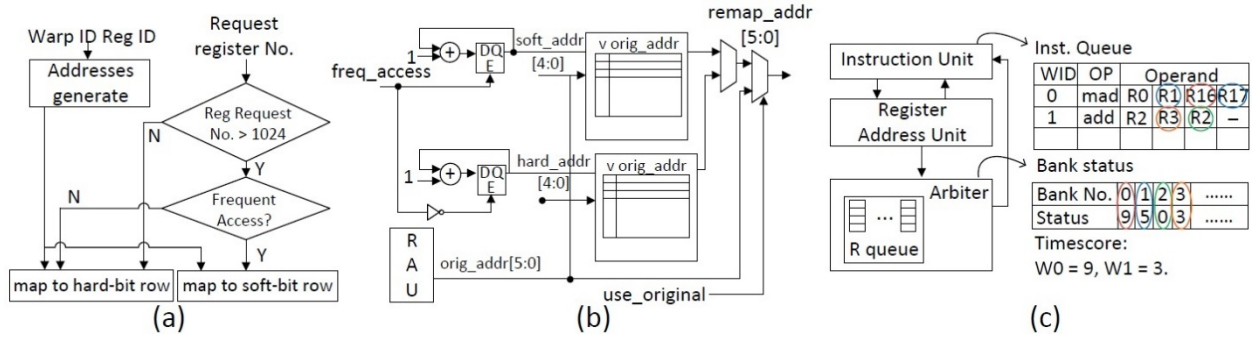 Warp ID Reg ID
Addresses
generate
Request
register No.
N
Reg Request
No. > 1024
Y
N
Frequent
Access?
Y
map to hard-bit row
map to soft-bit row
(a)
freq_access
1
+
DQ
E
soft_addr
[4:0]
v orig_addr
remap_addr
[5:0]
1
+
DQ
E
hard_addr
[4:0]
v orig_addr
R
A
U
orig_addr[5:0]
use_original
(b)
Instruction Unit
Register
Address Unit
Arbiter
...
R queue
Inst. Queue
WID OP Operand
0 mad R0 R1 R16 R17
1 add R2 R3 R2 –
Bank status
Bank No. 0 1 2 3 ......
Status 9 5 0 3 ......
Timescore:
W0 = 9, W1 = 3.
(c)